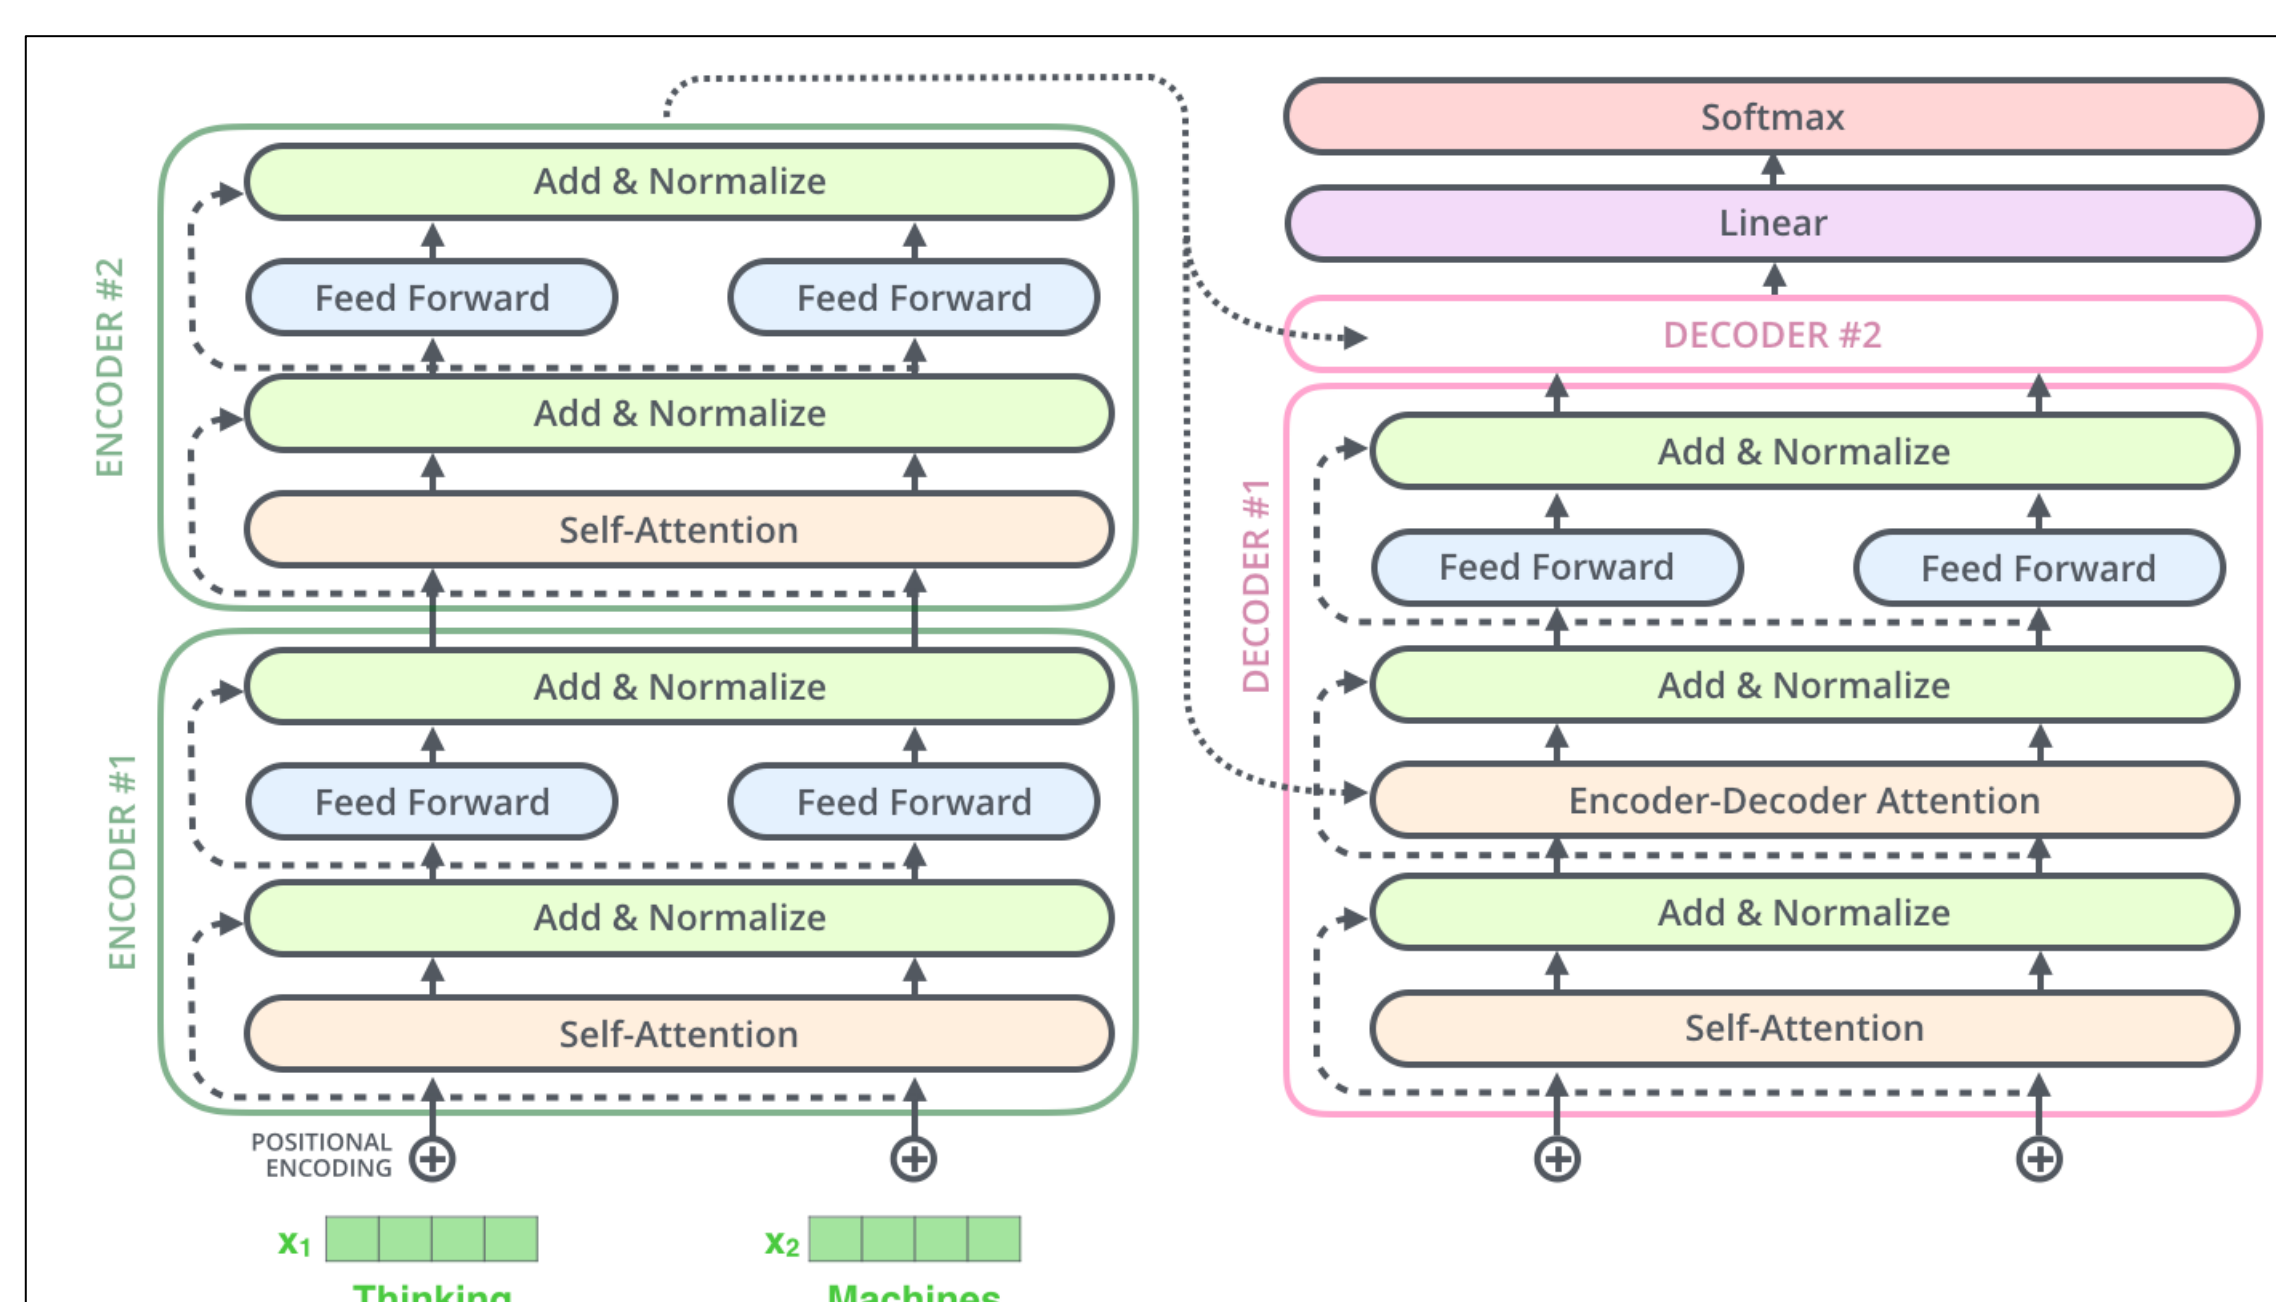 ENCODER #2
Add & Normalize
Feed Forward Feed Forward
Add & Normalize
Self-Attention
ENCODER #1
Add & Normalize
Feed Forward Feed Forward
Add & Normalize
Self-Attention
POSITIONAL
ENCODING
x1 x2
Thinking Machines
Softmax
Linear
DECODER #2
DECODER #1
Add & Normalize
Feed Forward Feed Forward
Add & Normalize
Encoder-Decoder Attention
Add & Normalize
Self-Attention